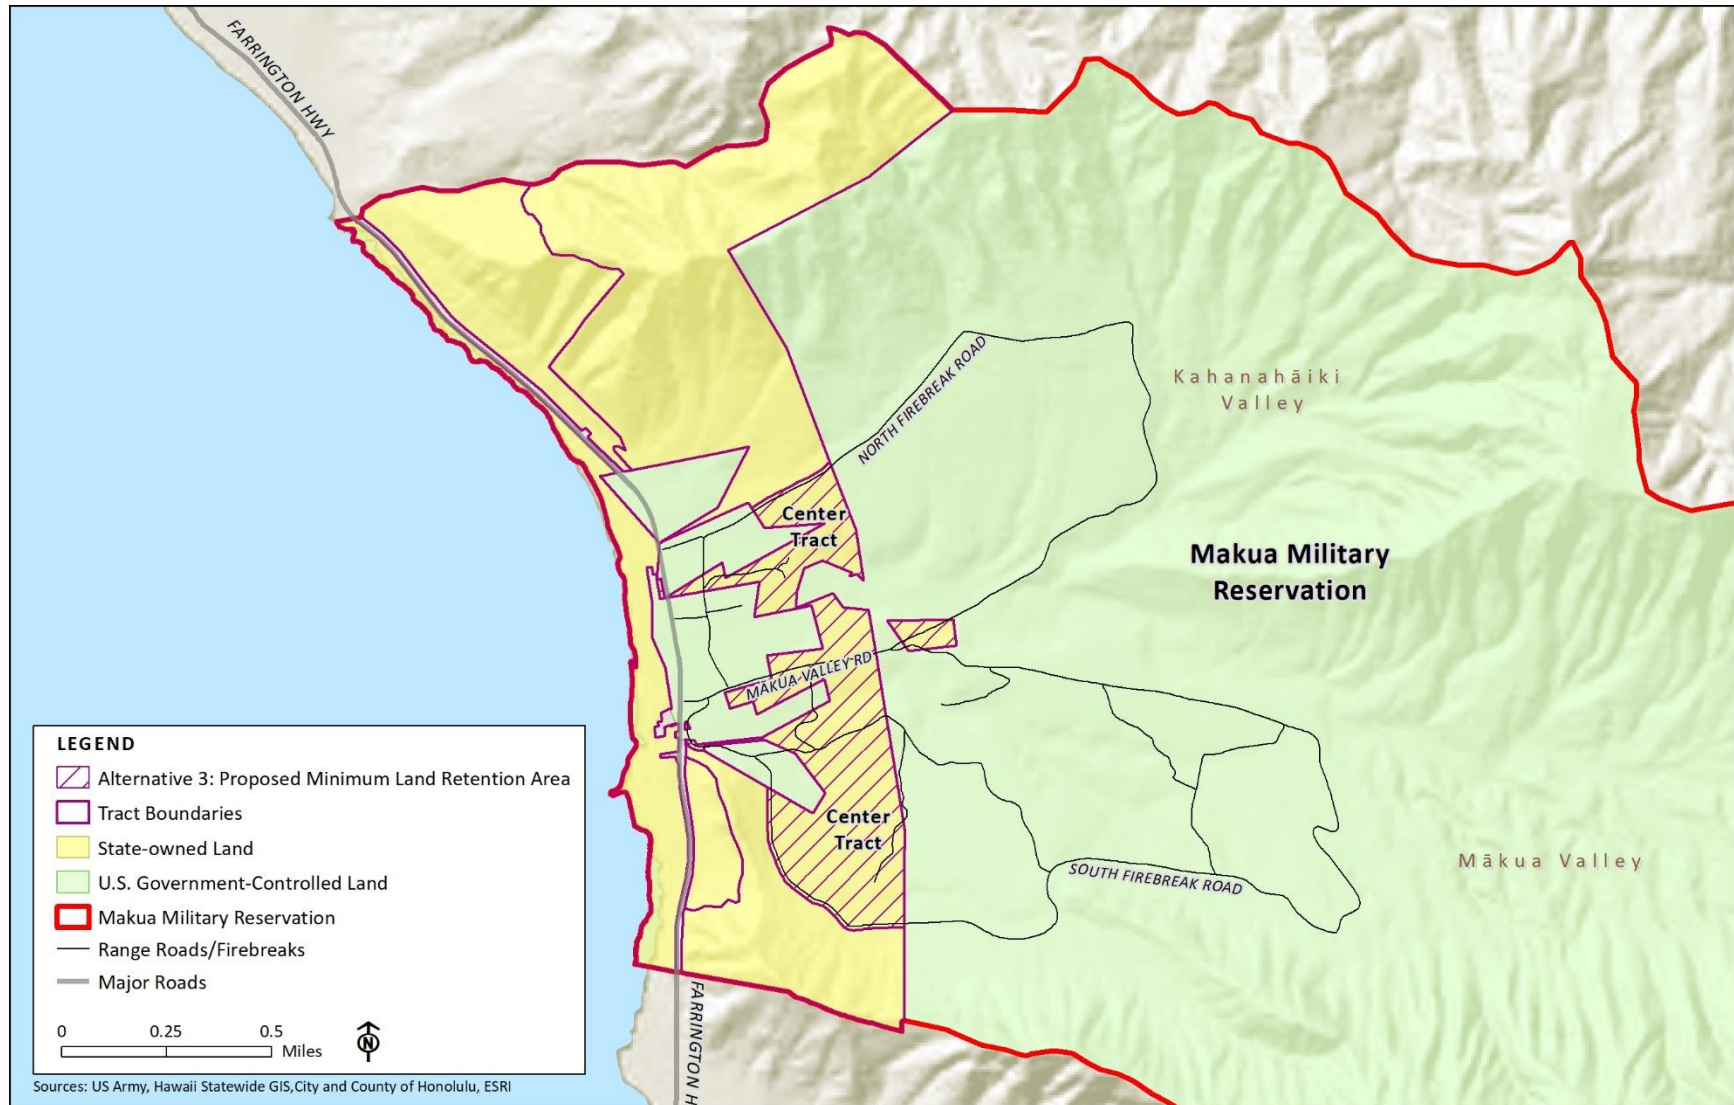 FARRINGTON HWY
NORTH FIREBREAK ROAD
Kahanahāiki
Valley
Center
Tract
Makua Military
Reservation
MĀKUA VALLEY RD
Center
Tract
SOUTH FIREBREAK ROAD
Mākua Valley
FARRINGTON H
LEGEND
Alternative 3: Proposed Minimum Land Retention Area
Tract Boundaries
State-owned Land
U.S. Government-Controlled Land
Makua Military Reservation
Range Roads/Firebreaks
Major Roads
0 0.25 0.5
Miles
N
Sources: US Army, Hawaii Statewide GIS,City and County of Honolulu, ESRI